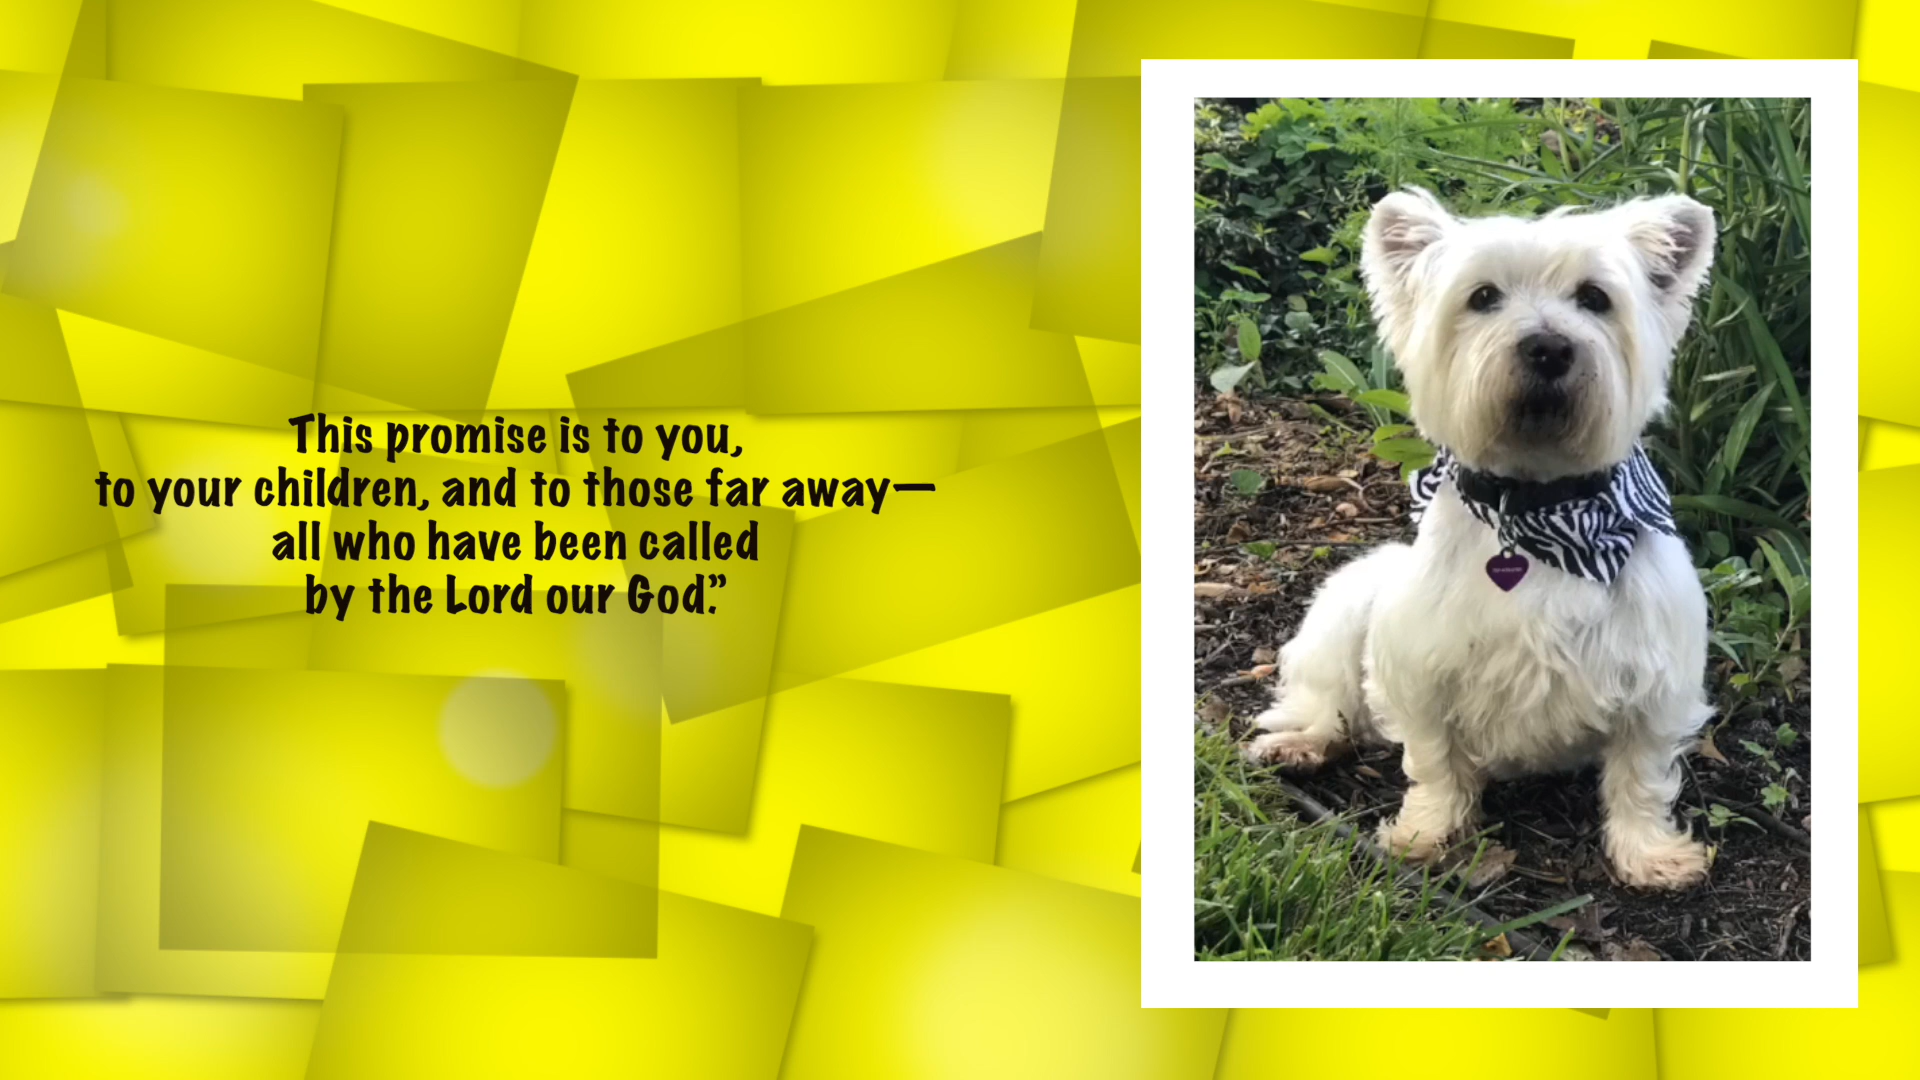 This promise is to you,
to your children, and to those far away—
all who have been called
by the Lord our God.”